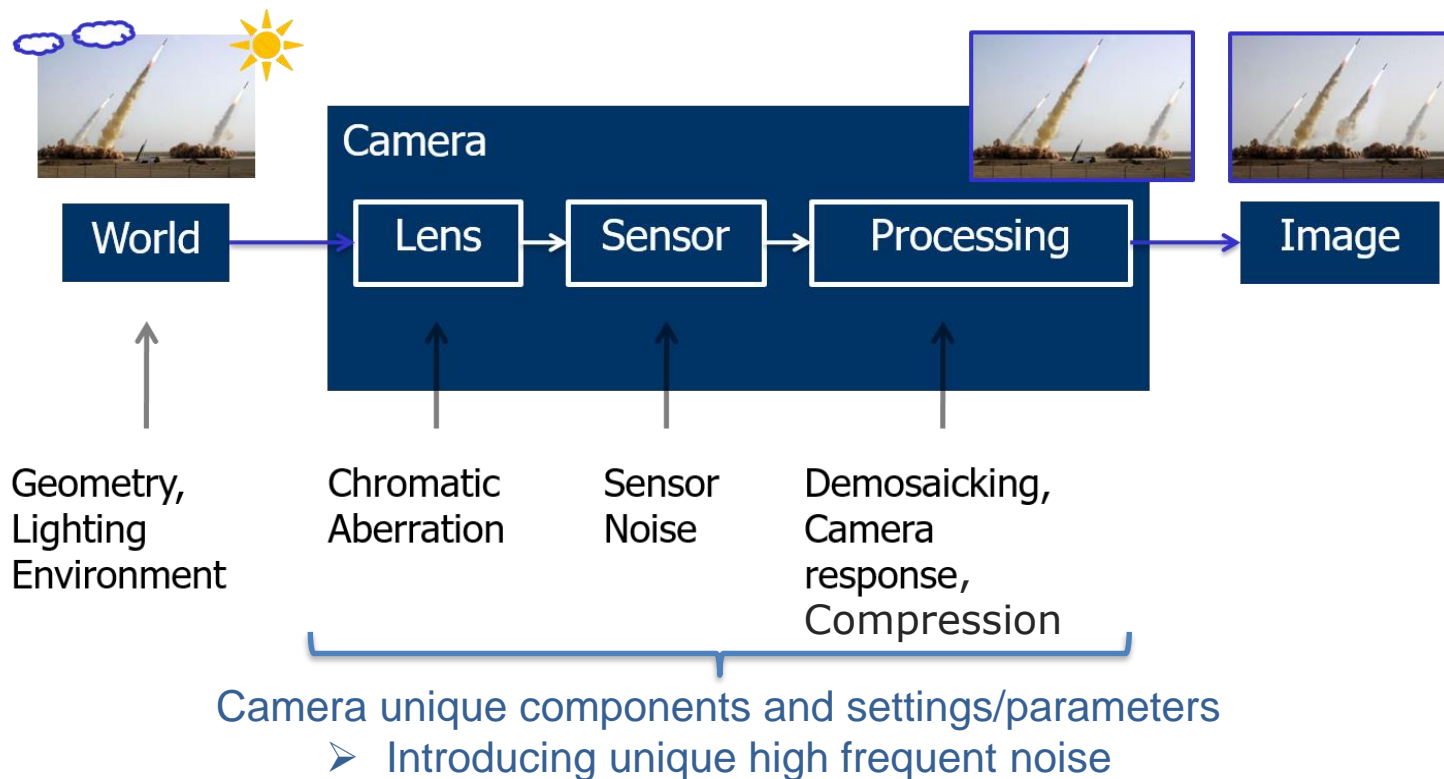 Camera
World
Lens
Sensor
Processing
Image
Geometry,
Lighting
Environment
Chromatic
Aberration
Sensor
Noise
Demosaicking,
Camera
response,
Compression
Camera unique components and settings/parameters
➢ Introducing unique high frequent noise